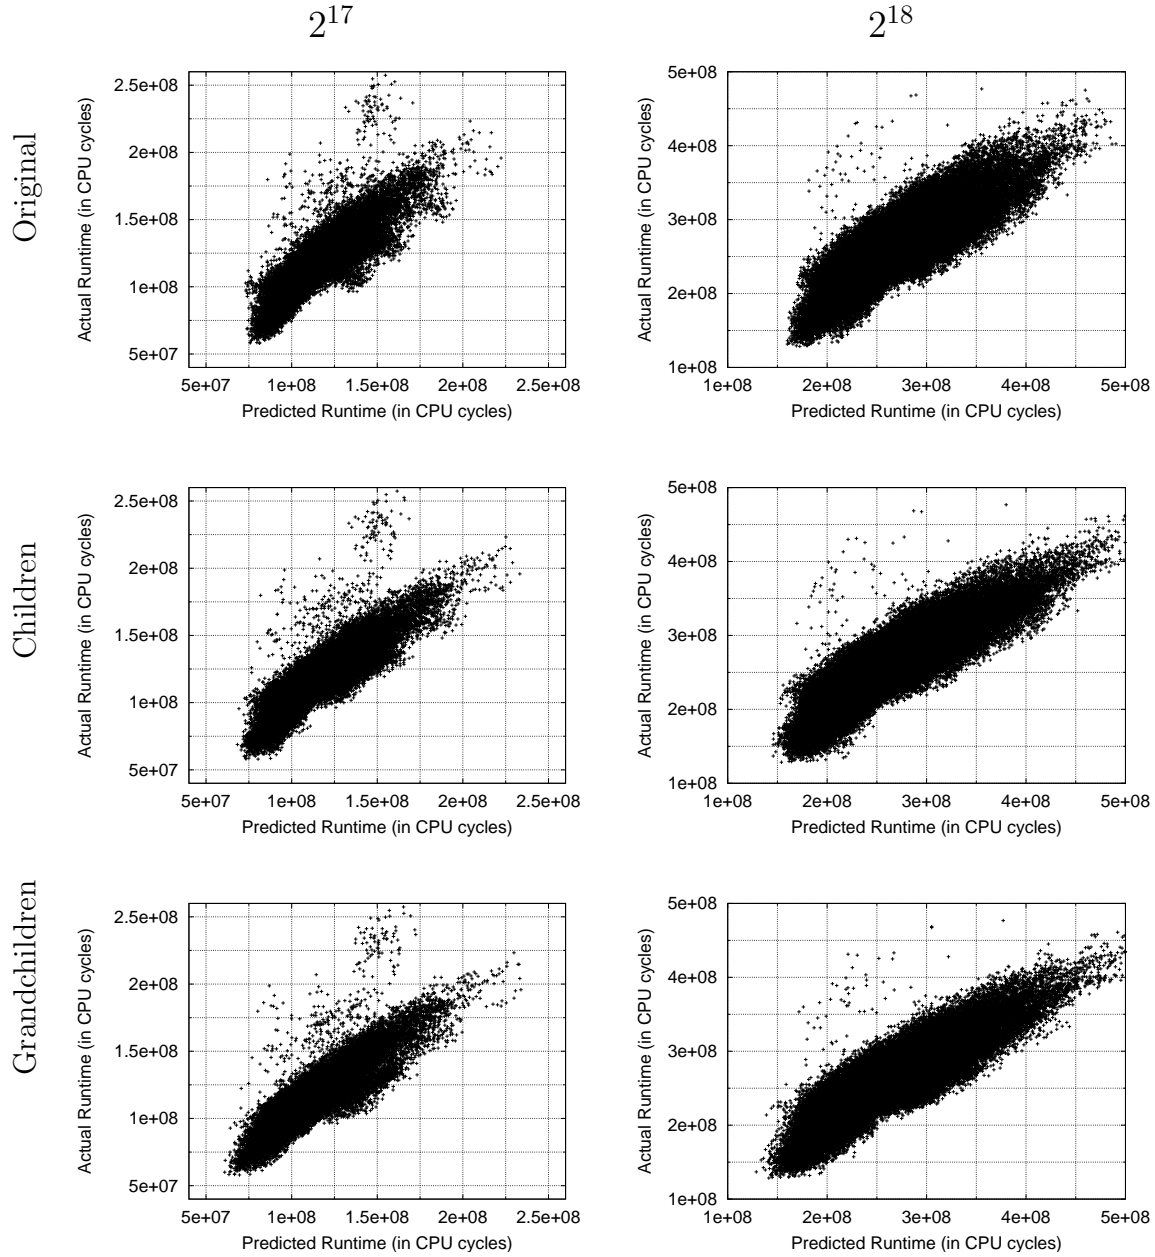 2^17
2^18
Original
Actual Runtime (in CPU cycles)
2.5e+08
2e+08
1.5e+08
1e+08
5e+07
5e+07 1e+08 1.5e+08 2e+08 2.5e+08
Predicted Runtime (in CPU cycles)
Actual Runtime (in CPU cycles)
5e+08
4e+08
3e+08
2e+08
1e+08
1e+08 2e+08 3e+08 4e+08 5e+08
Predicted Runtime (in CPU cycles)
Children
Actual Runtime (in CPU cycles)
2.5e+08
2e+08
1.5e+08
1e+08
5e+07
5e+07 1e+08 1.5e+08 2e+08 2.5e+08
Predicted Runtime (in CPU cycles)
Actual Runtime (in CPU cycles)
5e+08
4e+08
3e+08
2e+08
1e+08
1e+08 2e+08 3e+08 4e+08 5e+08
Predicted Runtime (in CPU cycles)
Grandchildren
Actual Runtime (in CPU cycles)
2.5e+08
2e+08
1.5e+08
1e+08
5e+07
5e+07 1e+08 1.5e+08 2e+08 2.5e+08
Predicted Runtime (in CPU cycles)
Actual Runtime (in CPU cycles)
5e+08
4e+08
3e+08
2e+08
1e+08
1e+08 2e+08 3e+08 4e+08 5e+08
Predicted Runtime (in CPU cycles)